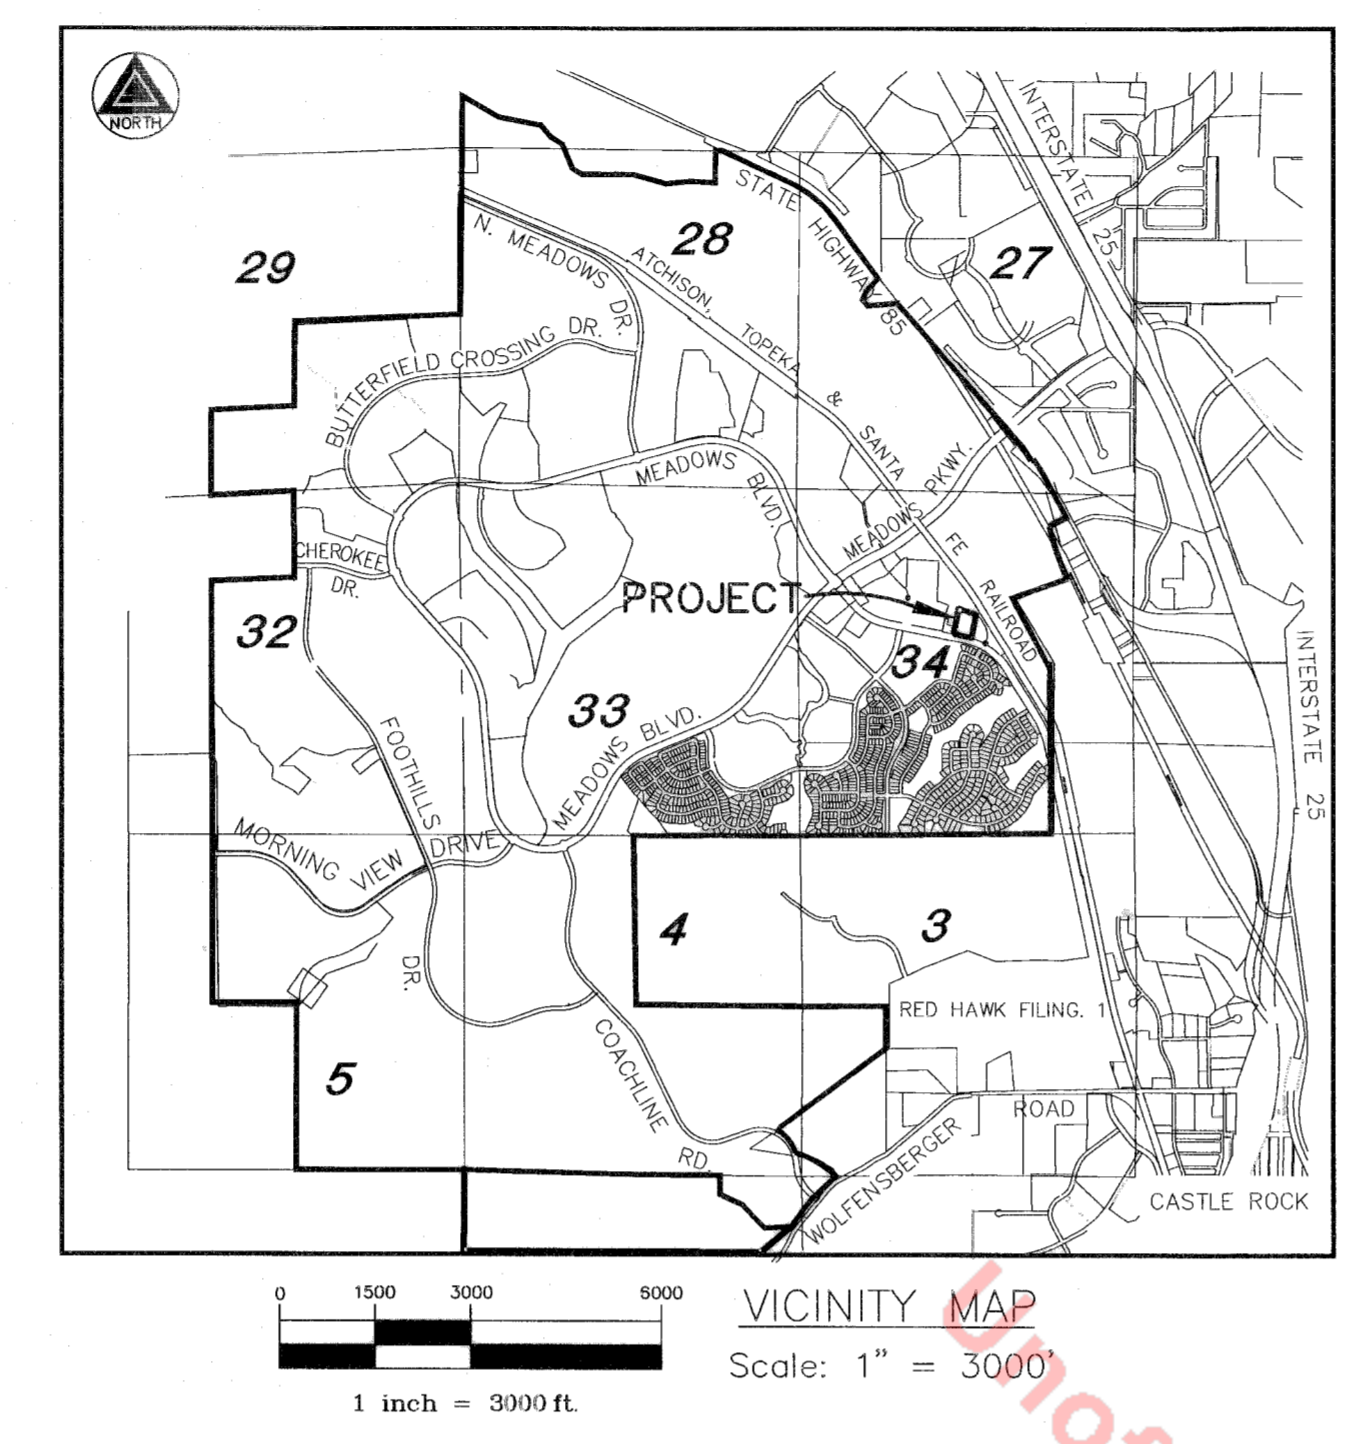 NORTH
INTERSTATE 25
STATE HIGHWAY 85
28
27
29
N. MEADOWS DR.
ATCHISON, TOPEKA & SANTA FE RAILROAD
BUTTERFIELD CROSSING DR.
MEADOWS BLVD.
MEADOWS PKWY.
CHEROKEE DR.
PROJECT
32
34
33
MEADOWS BLVD.
INTERSTATE 25
FOOTHILLS DR.
MORNING VIEW DRIVE
4
3
RED HAWK FILING. 1
5
COACHLINE RD.
WOLFENSBERGER ROAD
CASTLE ROCK
0 1500 3000 6000
1 inch = 3000 ft.
VICINITY MAP
Scale: 1" = 3000'
Unof